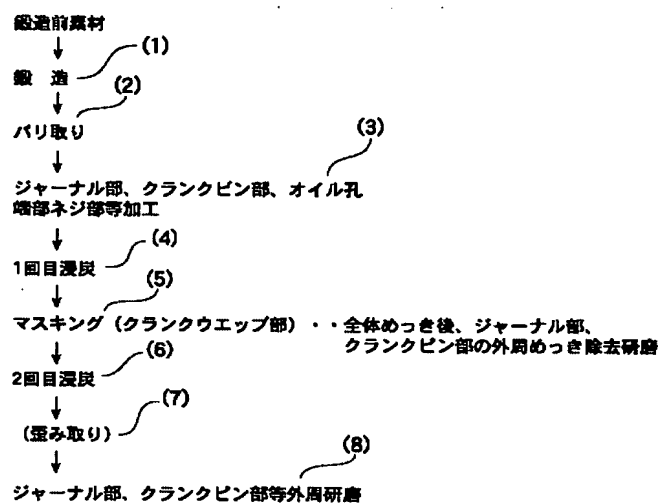 鍛造前素材
(1)
鍛 造
(2)
バリ取り
(3)
ジャーナル部、クランクピン部、オイル孔
端部ネジ部等加工
(4)
1回目浸炭
(5)
マスキング（クランクウエップ部）・・全体めっき後、ジャーナル部、
クランクピン部の外周めっき除去研磨
(6)
2回目浸炭
(7)
（歪み取り）
(8)
ジャーナル部、クランクピン部等外周研磨